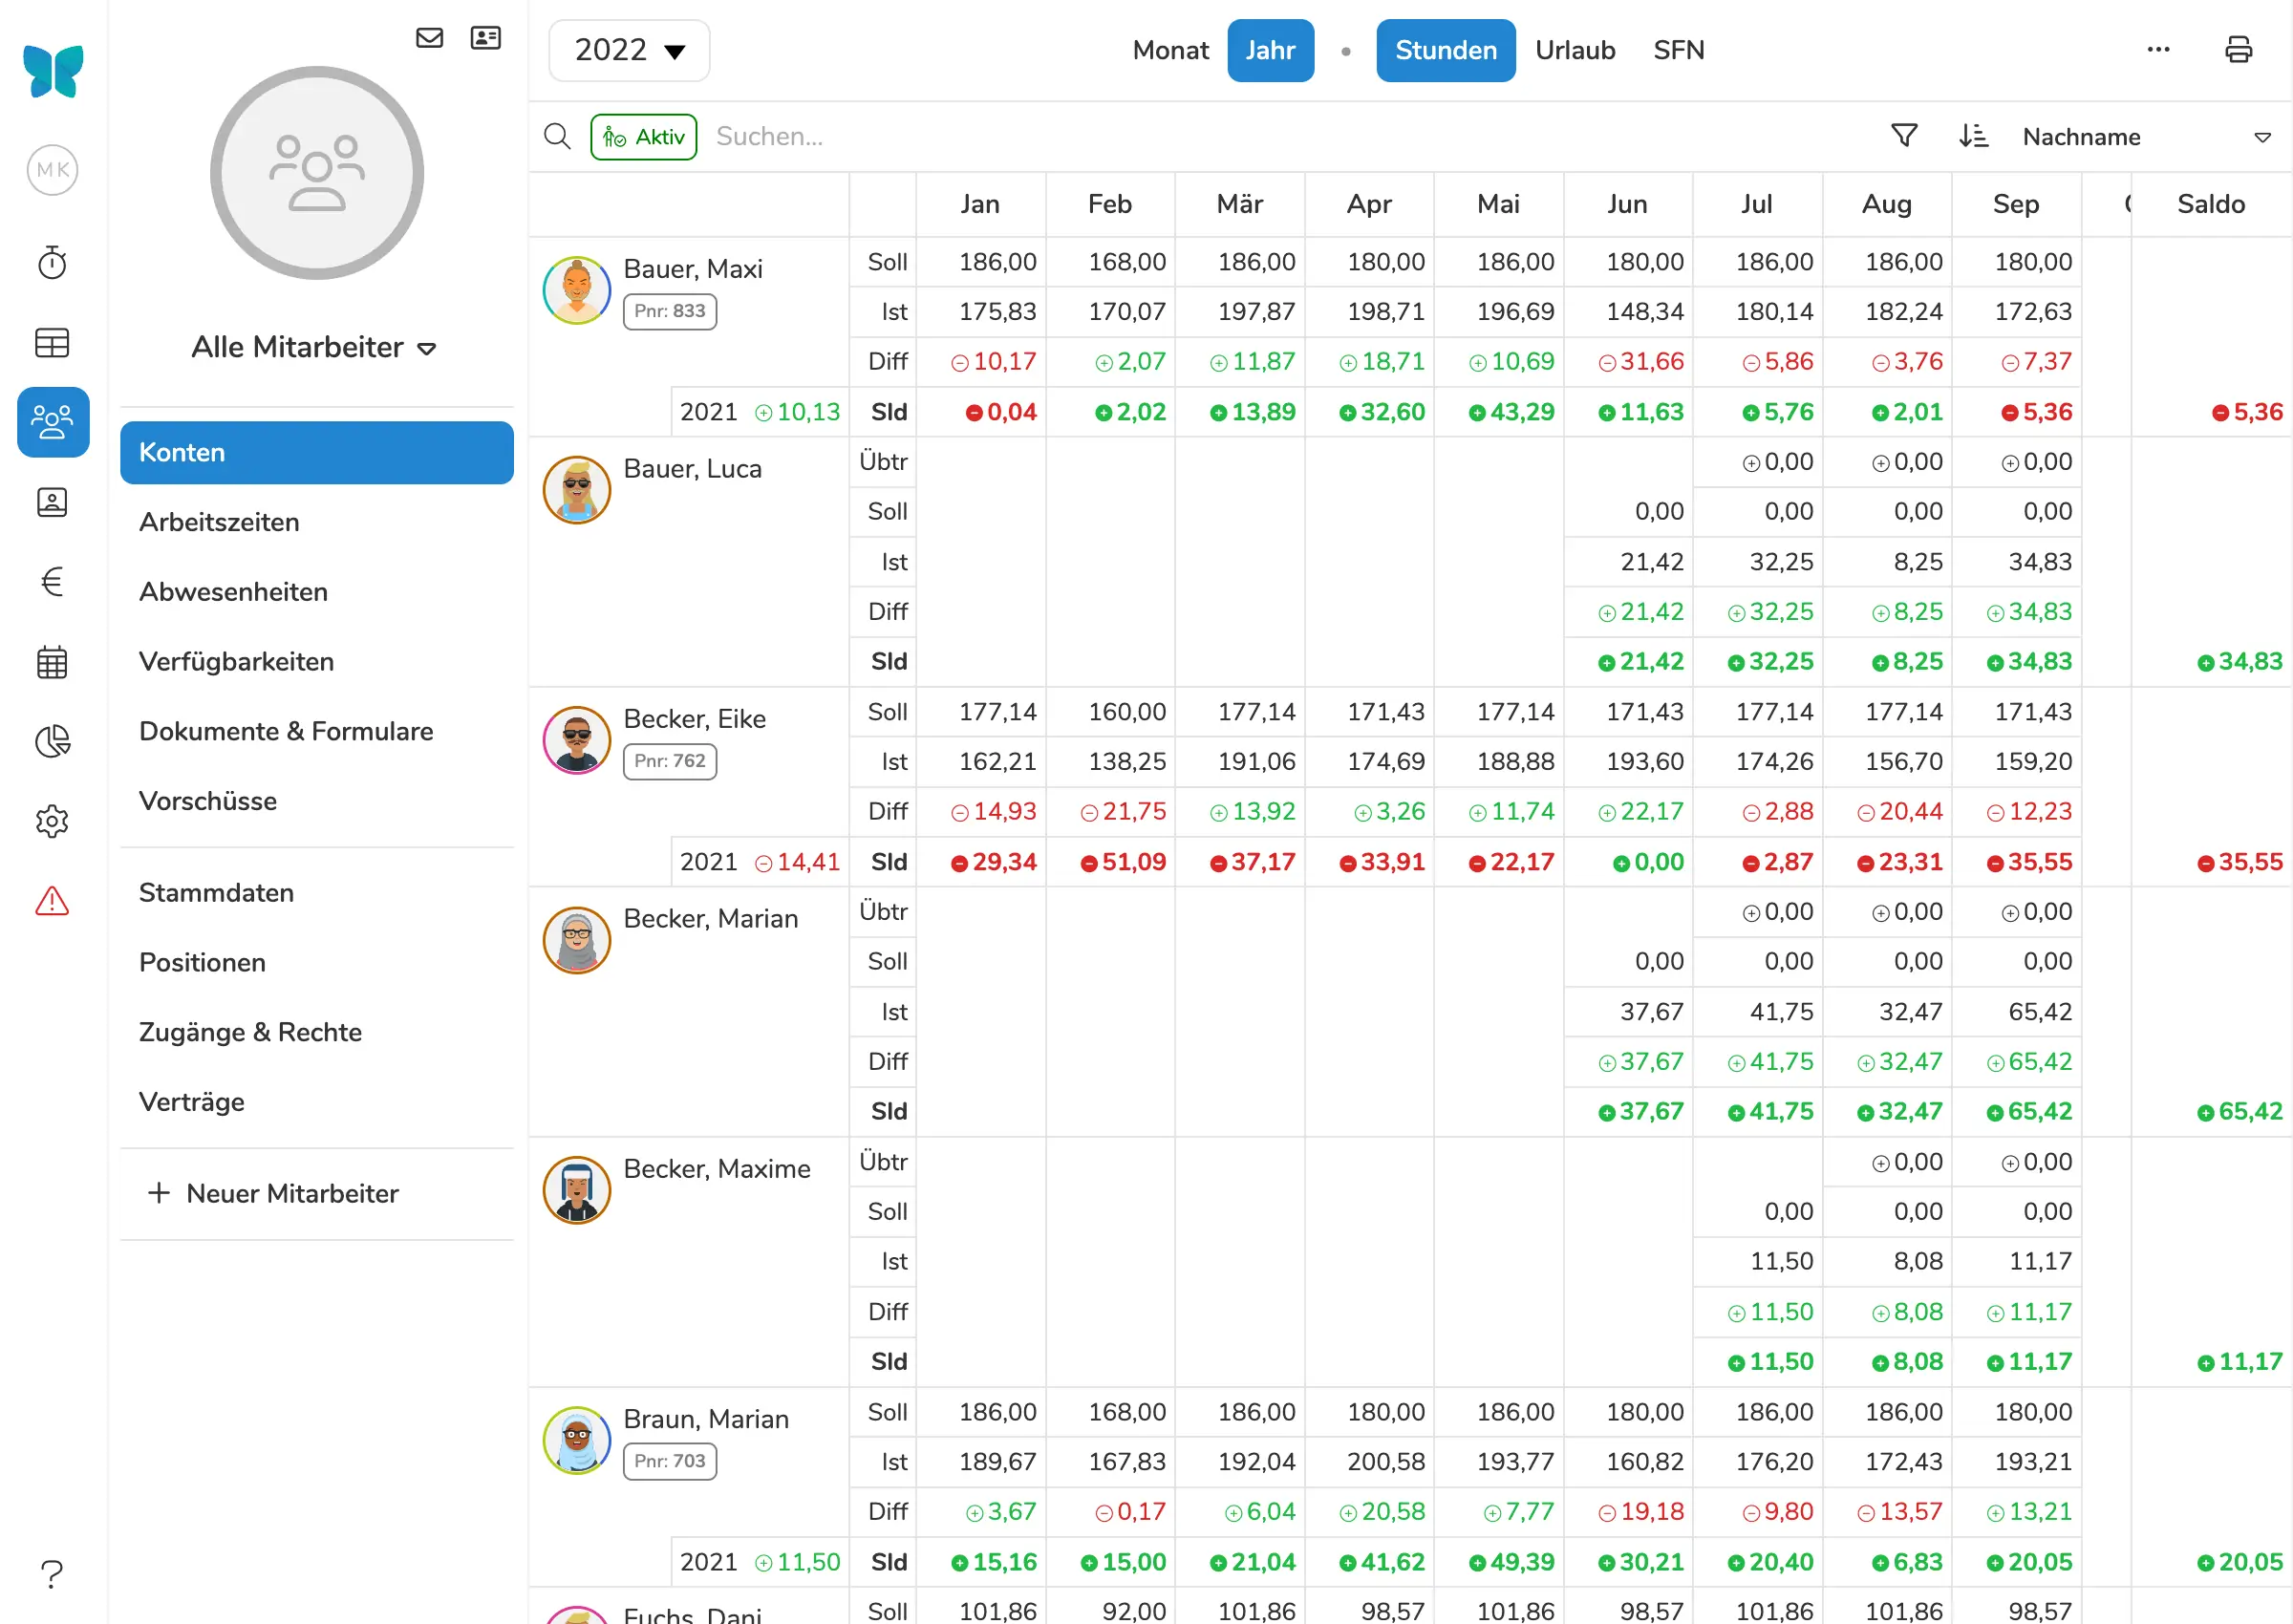 2022
Monat Jahr • Stunden Urlaub SFN
MK
Aktiv Suchen... Nachname
Alle Mitarbeiter
Konten
Arbeitszeiten
Abwesenheiten
Verfügbarkeiten
Dokumente & Formulare
Vorschüsse
Stammdaten
Positionen
Zugänge & Rechte
Verträge
+ Neuer Mitarbeiter
?
Jan Feb Mär Apr Mai Jun Jul Aug Sep Saldo
Bauer, Maxi
Pnr: 833
Soll 186,00 168,00 186,00 180,00 186,00 180,00 186,00 186,00 180,00
Ist 175,83 170,07 197,87 198,71 196,69 148,34 180,14 182,24 172,63
Diff ⊖10,17 ⊕2,07 ⊕11,87 ⊕18,71 ⊕10,69 ⊖31,66 ⊖5,86 ⊖3,76 ⊖7,37
2021 ⊕10,13 Sld ⊖0,04 ⊕2,02 ⊕13,89 ⊕32,60 ⊕43,29 ⊕11,63 ⊕5,76 ⊕2,01 ⊖5,36 ⊖5,36
Bauer, Luca
Übtr ⊕0,00 ⊕0,00 ⊕0,00
Soll 0,00 0,00 0,00 0,00
Ist 21,42 32,25 8,25 34,83
Diff ⊕21,42 ⊕32,25 ⊕8,25 ⊕34,83
Sld ⊕21,42 ⊕32,25 ⊕8,25 ⊕34,83 ⊕34,83
Becker, Eike
Pnr: 762
Soll 177,14 160,00 177,14 171,43 177,14 171,43 177,14 177,14 171,43
Ist 162,21 138,25 191,06 174,69 188,88 193,60 174,26 156,70 159,20
Diff ⊖14,93 ⊖21,75 ⊕13,92 ⊕3,26 ⊕11,74 ⊕22,17 ⊖2,88 ⊖20,44 ⊖12,23
2021 ⊖14,41 Sld ⊖29,34 ⊖51,09 ⊖37,17 ⊖33,91 ⊖22,17 ⊕0,00 ⊖2,87 ⊖23,31 ⊖35,55 ⊖35,55
Becker, Marian
Übtr ⊕0,00 ⊕0,00 ⊕0,00
Soll 0,00 0,00 0,00 0,00
Ist 37,67 41,75 32,47 65,42
Diff ⊕37,67 ⊕41,75 ⊕32,47 ⊕65,42
Sld ⊕37,67 ⊕41,75 ⊕32,47 ⊕65,42 ⊕65,42
Becker, Maxime
Übtr ⊕0,00 ⊕0,00
Soll 0,00 0,00 0,00
Ist 11,50 8,08 11,17
Diff ⊕11,50 ⊕8,08 ⊕11,17
Sld ⊕11,50 ⊕8,08 ⊕11,17 ⊕11,17
Braun, Marian
Pnr: 703
Soll 186,00 168,00 186,00 180,00 186,00 180,00 186,00 186,00 180,00
Ist 189,67 167,83 192,04 200,58 193,77 160,82 176,20 172,43 193,21
Diff ⊕3,67 ⊖0,17 ⊕6,04 ⊕20,58 ⊕7,77 ⊖19,18 ⊖9,80 ⊖13,57 ⊕13,21
2021 ⊕11,50 Sld ⊕15,16 ⊕15,00 ⊕21,04 ⊕41,62 ⊕49,39 ⊕30,21 ⊕20,40 ⊕6,83 ⊕20,05 ⊕20,05
Fuchs, Dani
Soll 101,86 92,00 101,86 98,57 101,86 98,57 101,86 101,86 98,57